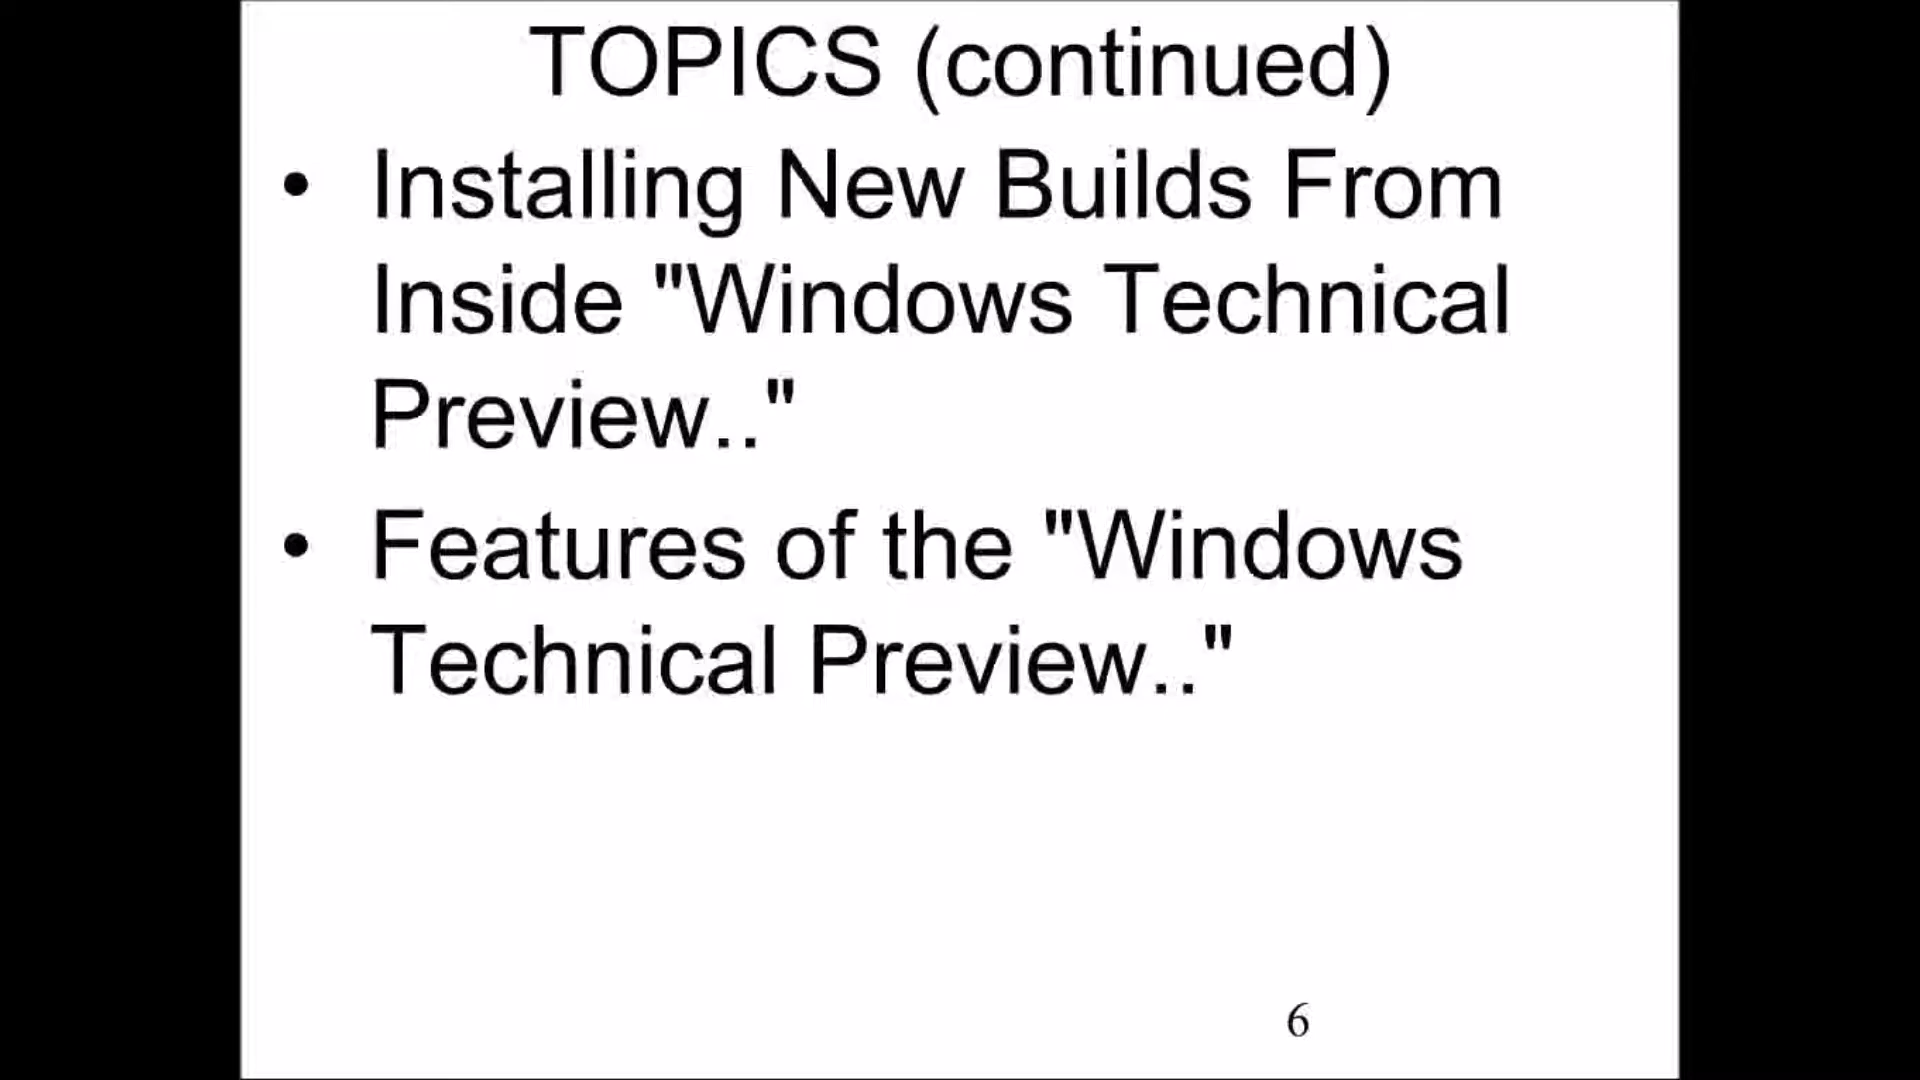 TOPICS (continued)
• Installing New Builds From
Inside "Windows Technical
Preview.."
• Features of the "Windows
Technical Preview.."
6